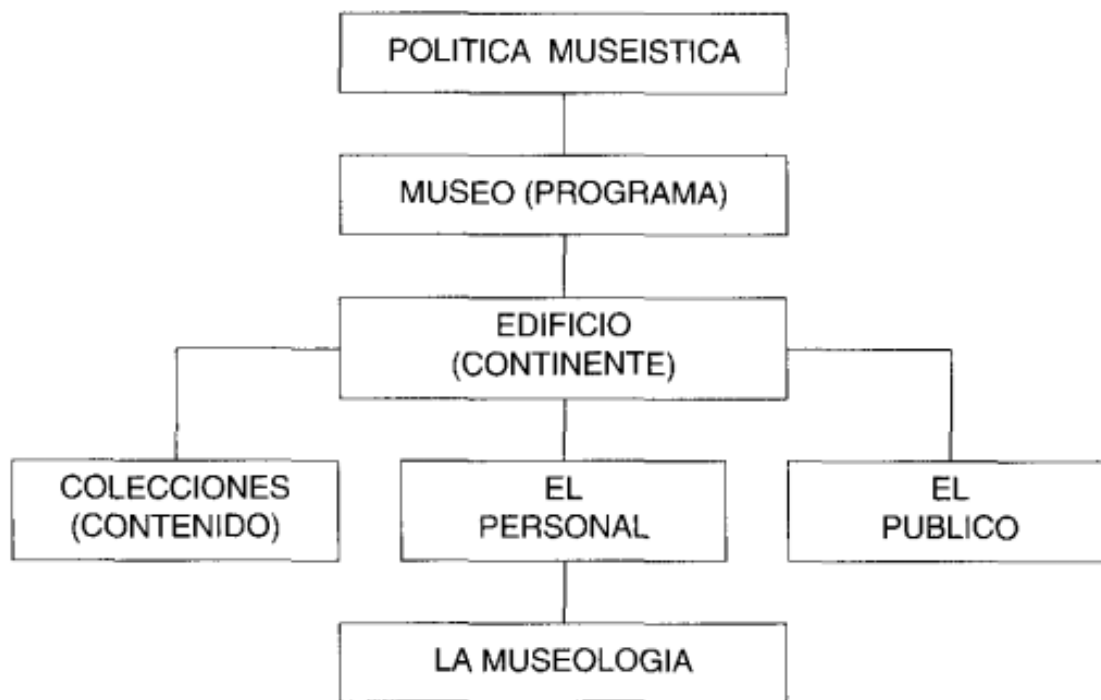 POLITICA MUSEISTICA
MUSEO (PROGRAMA)
EDIFICIO
(CONTINENTE)
COLECCIONES
(CONTENIDO)
EL
PERSONAL
EL
PUBLICO
LA MUSEOLOGIA